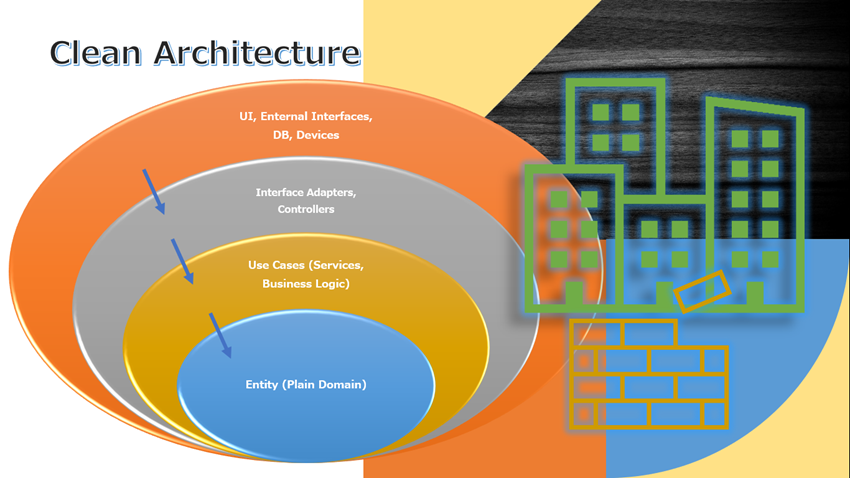 Clean Architecture
UI, Enternal Interfaces,
DB, Devices
Interface Adapters,
Controllers
Use Cases (Services,
Business Logic)
Entity (Plain Domain)